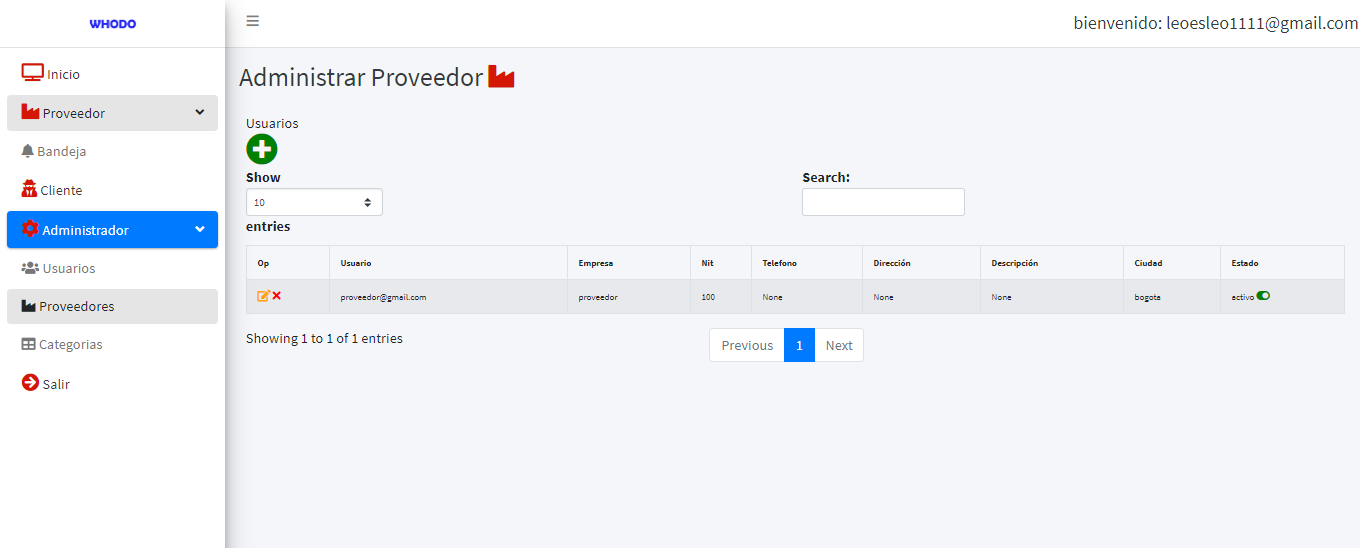 WHODO
bienvenido: leoesleo1111@gmail.com
Inicio
Proveedor
Bandeja
Cliente
Administrador
Usuarios
Proveedores
Categorias
Salir
Administrar Proveedor
Usuarios
Show
Search:
10
entries
Op Usuario Empresa Nit Telefono Dirección Descripción Ciudad Estado
proveedor@gmail.com proveedor 100 None None None bogota activo
Showing 1 to 1 of 1 entries
Previous 1 Next